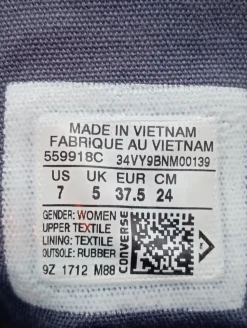 MADE IN VIETNAM
FABRIQUE AU VIETNAM
559918C 34VY9BNM00139
US UK EUR CM
7 5 37.5 24
GENDER: WOMEN
UPPER TEXTILE
LINING: TEXTILE
OUTSOLE: RUBBER
9Z 1712 M88
CONVERSE